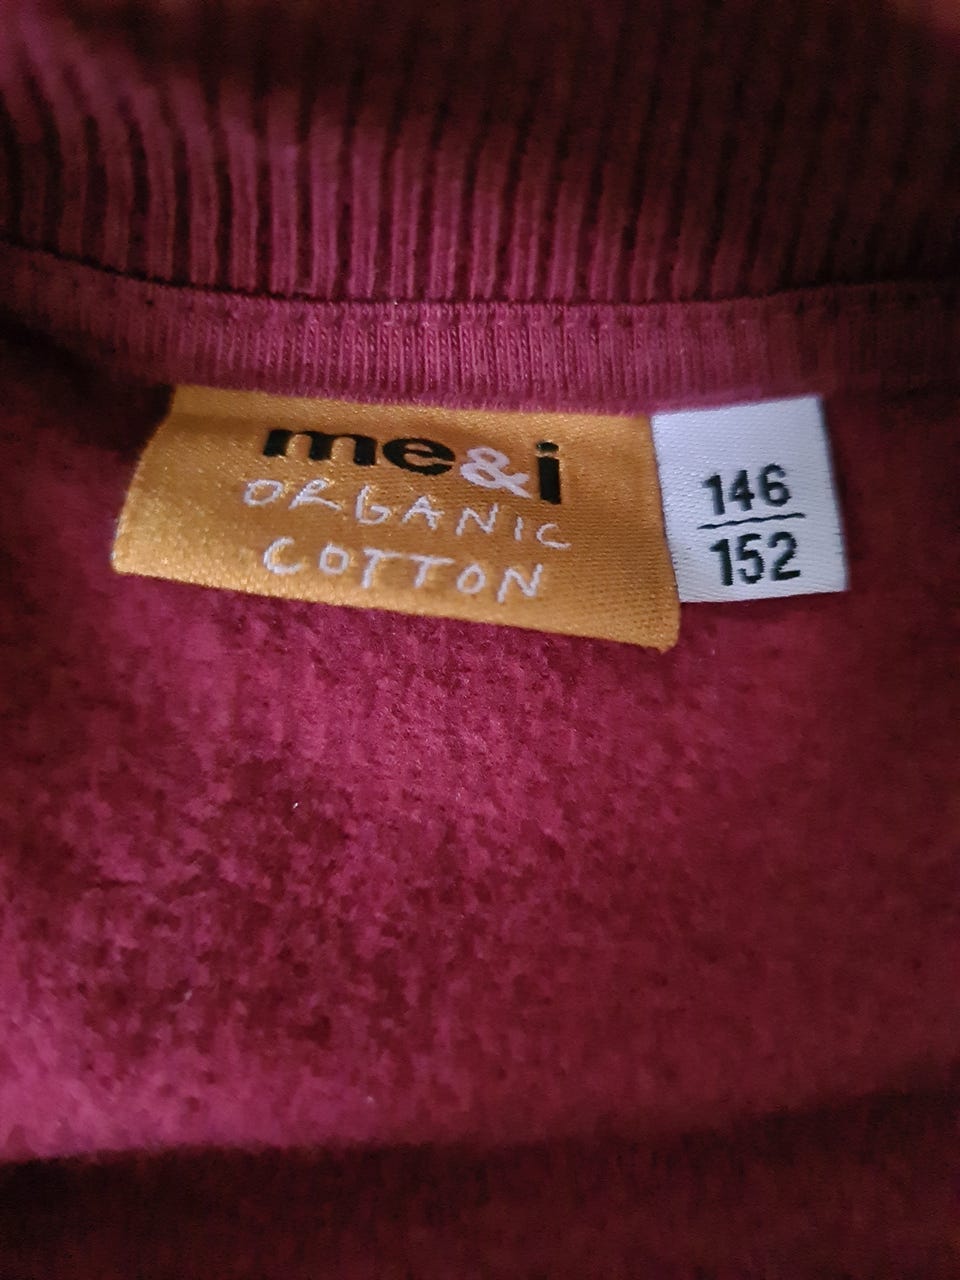 me&i
ORGANIC
COTTON
146
152